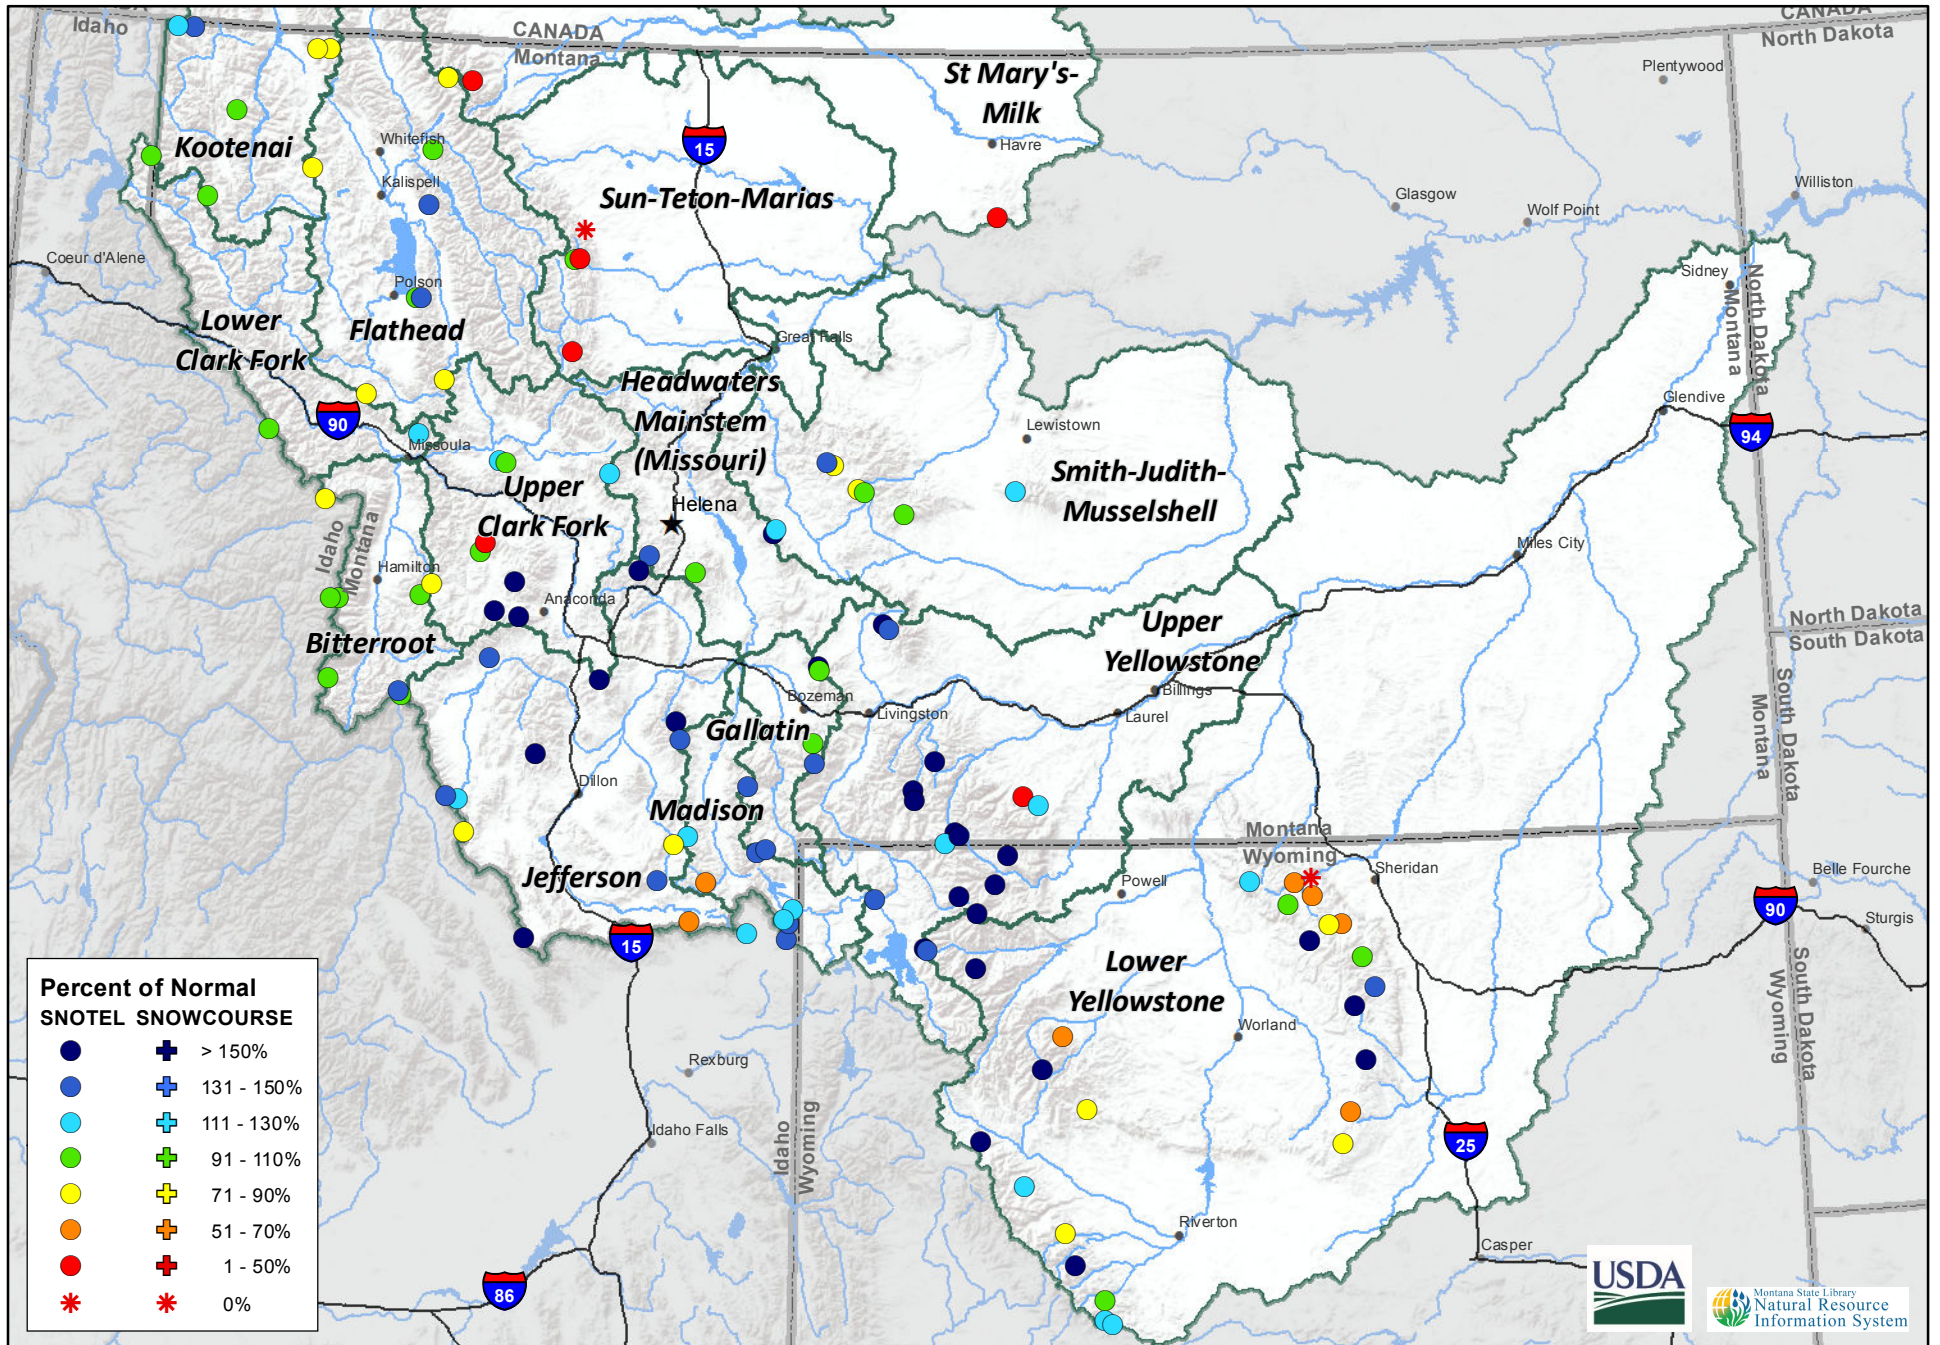 CANADA
Idaho
CANADA
Montana
CANADA
North Dakota
St Mary's-
Milk
Plentywood
15
Havre
Kootenai
Whitefish
Kalispell
Sun-Teton-Marias
Glasgow
Wolf Point
Williston
Coeur d'Alene
Polson
Sidney
North Dakota
Montana
Lower
Clark Fork
Flathead
Great Falls
Headwaters
Mainstem
(Missouri)
90
Missoula
Lewistown
Glendive
94
Smith-Judith-
Musselshell
Upper
Clark Fork
Helena
Idaho
Montana
Hamilton
Anaconda
Miles City
Bitterroot
Upper
Yellowstone
North Dakota
South Dakota
Bozeman
Livingston
Billings
Laurel
South Dakota
Montana
Gallatin
Dillon
Madison
Jefferson
Montana
Wyoming
Sheridan
Powell
Belle Fourche
90
Sturgis
15
Lower
Yellowstone
South Dakota
Wyoming
Worland
Rexburg
Idaho Falls
Idaho
Wyoming
25
Riverton
Casper
86
Percent of Normal
SNOTEL SNOWCOURSE
> 150%
131 - 150%
111 - 130%
91 - 110%
71 - 90%
51 - 70%
1 - 50%
0%
USDA
Montana State Library
Natural Resource
Information System